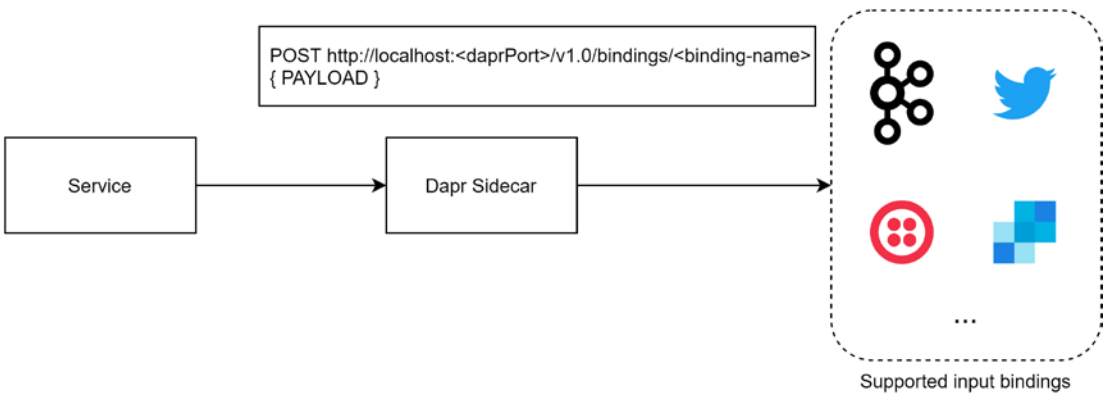 POST http://localhost:<daprPort>/v1.0/bindings/<binding-name>
{ PAYLOAD }
Service
Dapr Sidecar
...
Supported input bindings